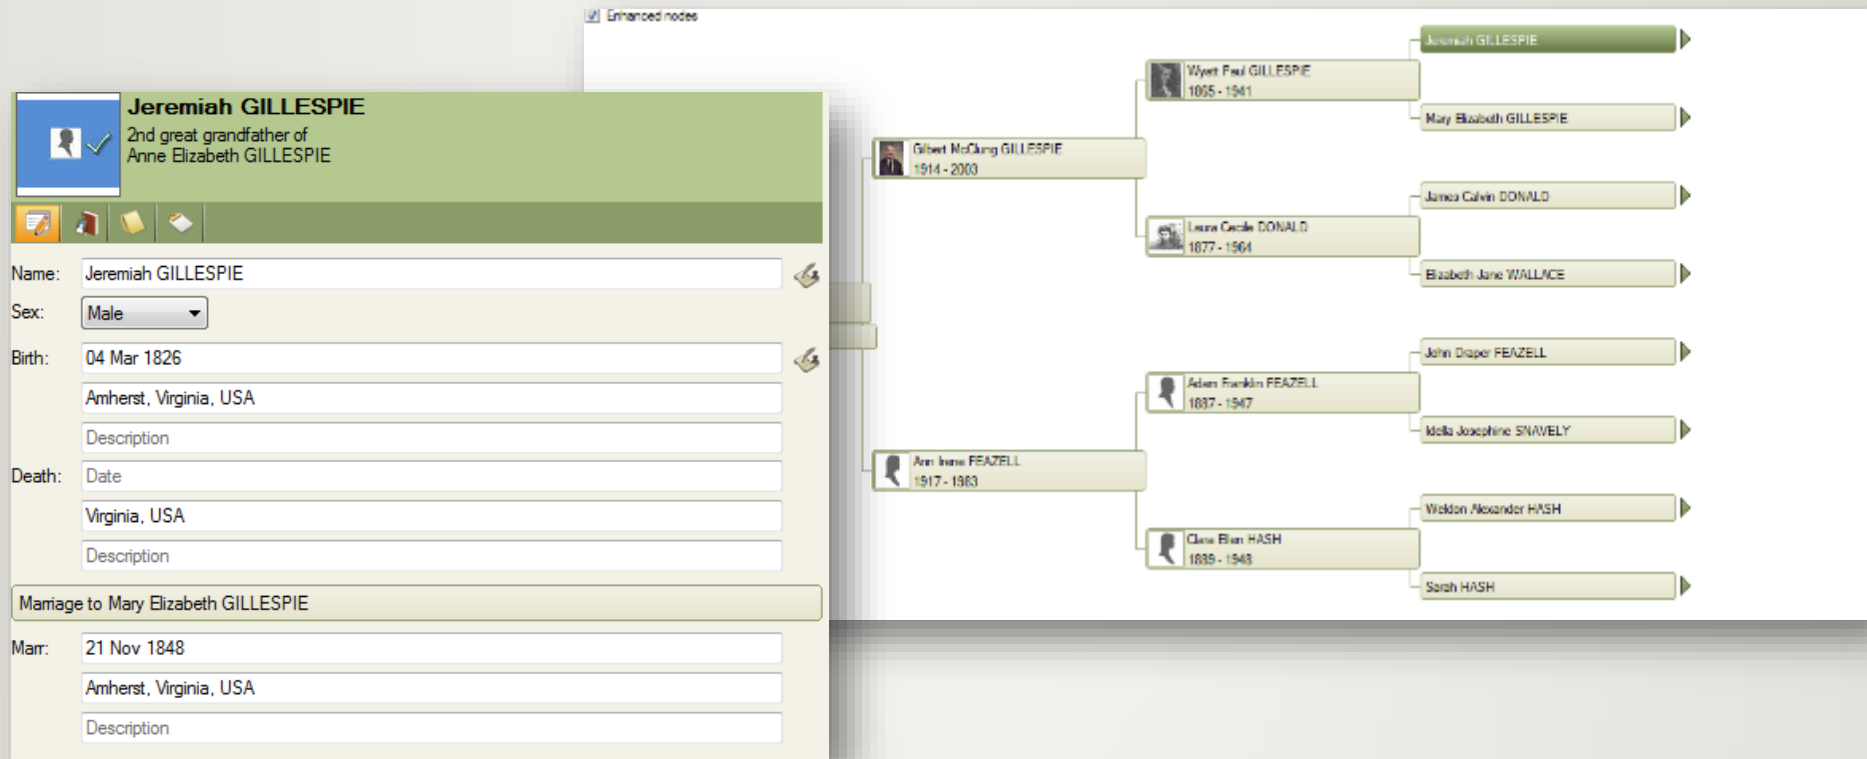 Enhanced nodes
Jeremiah GILLESPIE
2nd great grandfather of
Anne Elizabeth GILLESPIE
Name:
Jeremiah GILLESPIE
Sex:
Male
Birth:
04 Mar 1826
Amherst, Virginia, USA
Description
Death:
Date
Virginia, USA
Description
Marriage to Mary Elizabeth GILLESPIE
Marr:
21 Nov 1848
Amherst, Virginia, USA
Description
Gilbert McClung GILLESPIE
1914 - 2003
Ann Irene FEAZELL
1917 - 1983
Wyatt Paul GILLESPIE
1865 - 1941
Laura Cecile DONALD
1877 - 1964
Adam Franklin FEAZELL
1887 - 1947
Clara Ellen HASH
1889 - 1948
Jeremiah GILLESPIE
Mary Elizabeth GILLESPIE
James Calvin DONALD
Elizabeth Jane WALLACE
John Draper FEAZELL
Idella Josephine SNAVELY
Weldon Alexander HASH
Sarah HASH